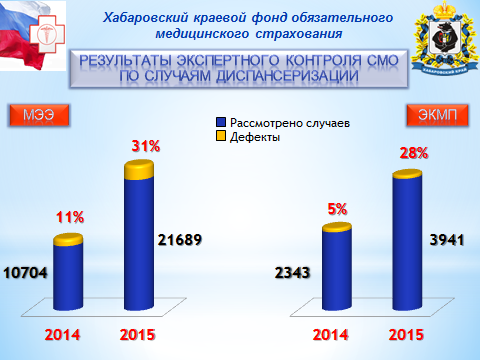 Хабаровский краевой фонд обязательного
медицинского страхования
РЕЗУЛЬТАТЫ ЭКСПЕРТНОГО КОНТРОЛЯ СМО
ПО СЛУЧАЯМ ДИСПАНСЕРИЗАЦИИ
ХАБАРОВСКИЙ КРАЙ
МЭЭ
ЭКМП
Рассмотрено случаев
Дефекты
31%
11%
21689
10704
2014
2015
28%
5%
3941
2343
2014
2015